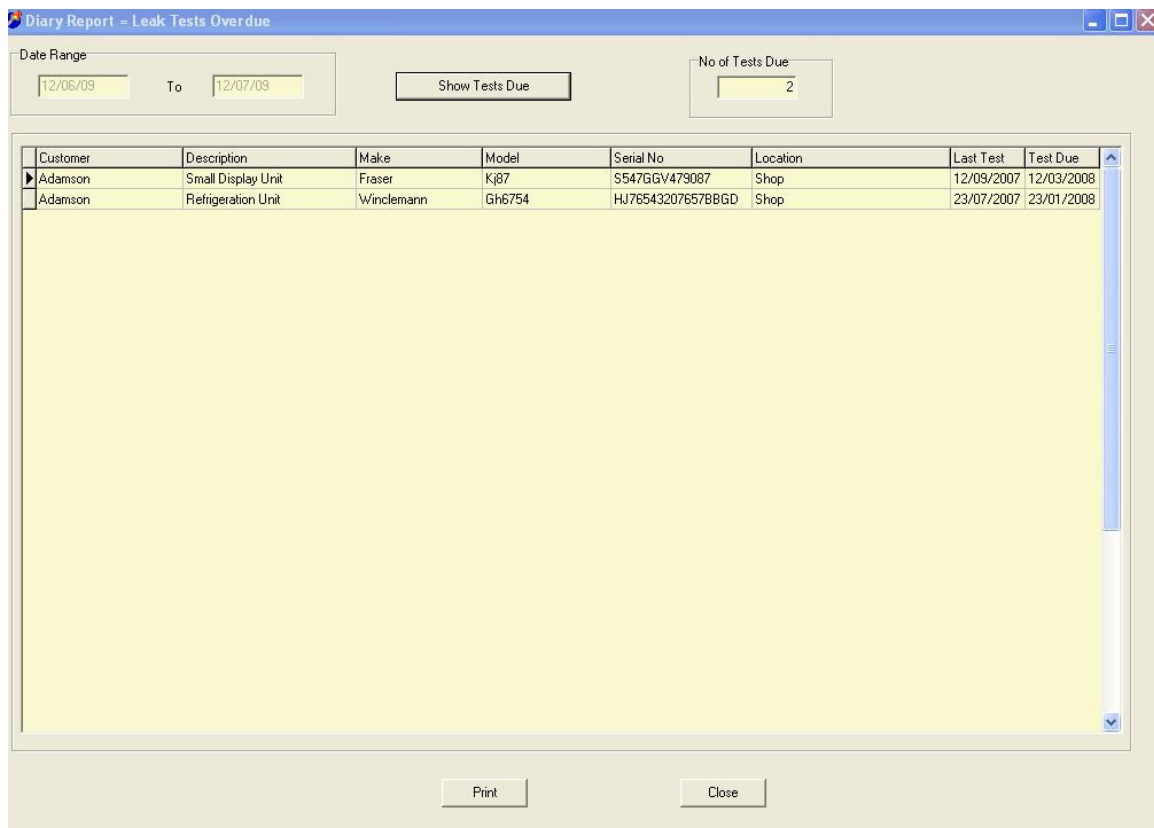 Diary Report = Leak Tests Overdue
Date Range
12/06/09 To 12/07/09
Show Tests Due
No of Tests Due
2
Customer Description Make Model Serial No Location Last Test Test Due
Adamson Small Display Unit Fraser Kj87 S547GGV479087 Shop 12/09/2007 12/03/2008
Adamson Refrigeration Unit Winclemann Gh6754 HJ76543207657BBGD Shop 23/07/2007 23/01/2008
Print Close